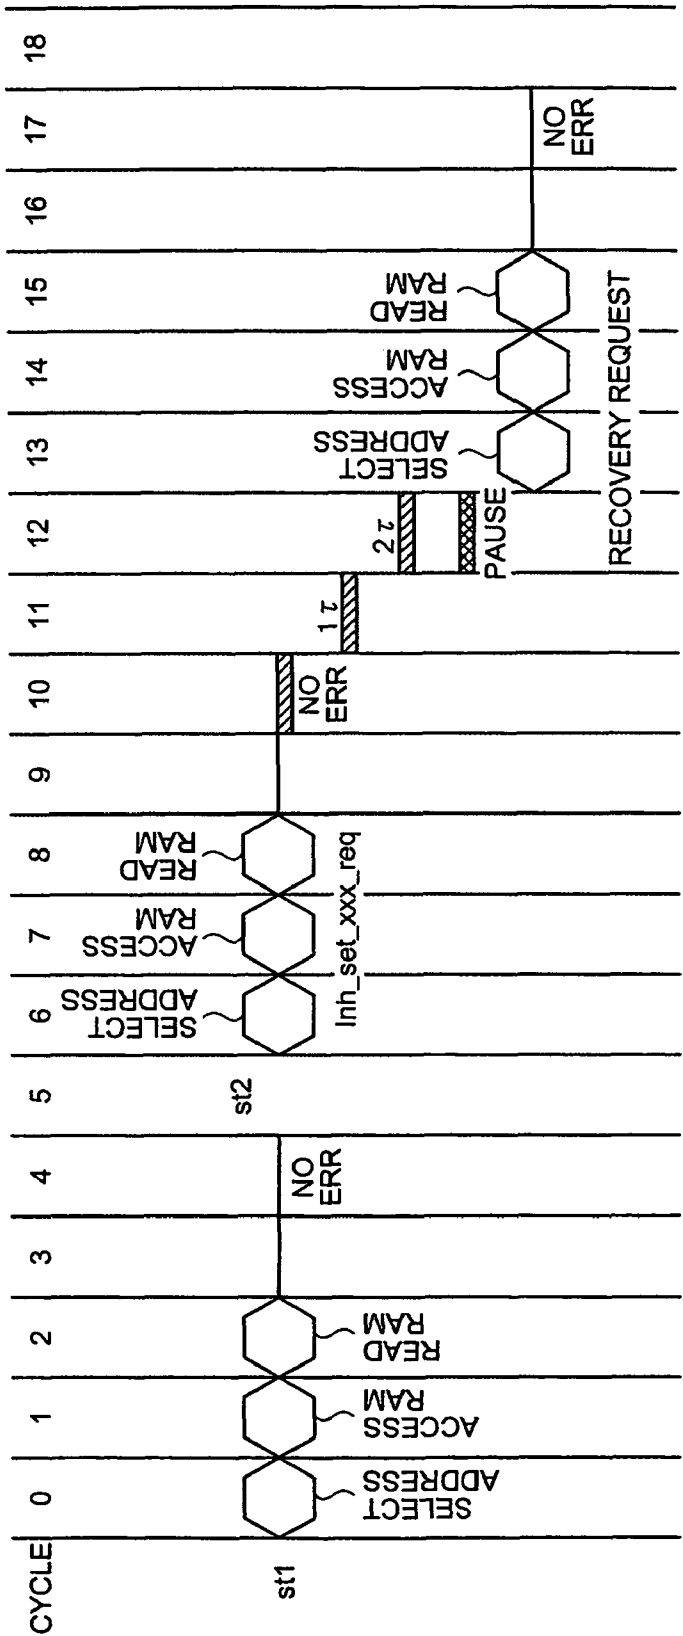 CYCLE 0 1 2 3 4 5 6 7 8 9 10 11 12 13 14 15 16 17 18
st1
SELECT
ADDRESS
ACCESS
RAM
READ
RAM
NO
ERR
st2
SELECT
ADDRESS
ACCESS
RAM
READ
RAM
Inh_set_xxx_req
NO
ERR
1τ
2τ
PAUSE
SELECT
ADDRESS
ACCESS
RAM
READ
RAM
RECOVERY REQUEST
NO
ERR